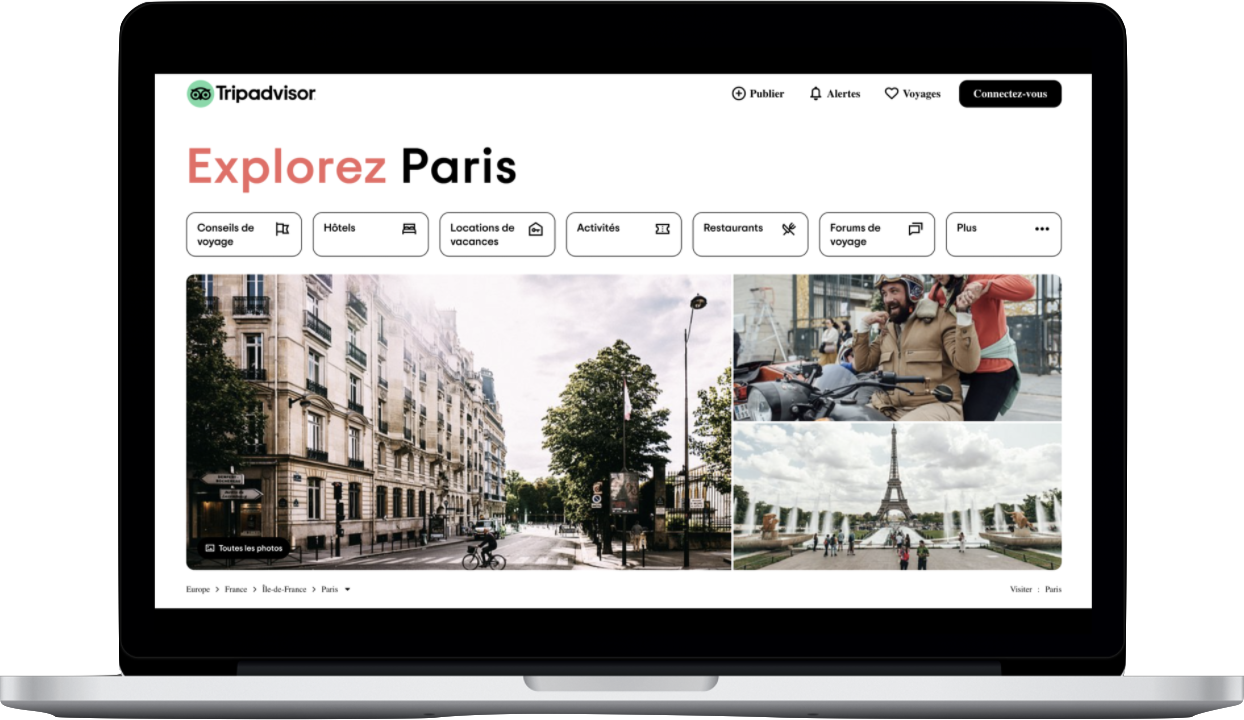 Tripadvisor
Publier
Alertes
Voyages
Connectez-vous
Explorez Paris
Conseils de
voyage
Hôtels
Locations de
vacances
Activités
Restaurants
Forums de
voyage
Plus
Toutes les photos
Europe > France > Île-de-France > Paris
Visiter : Paris